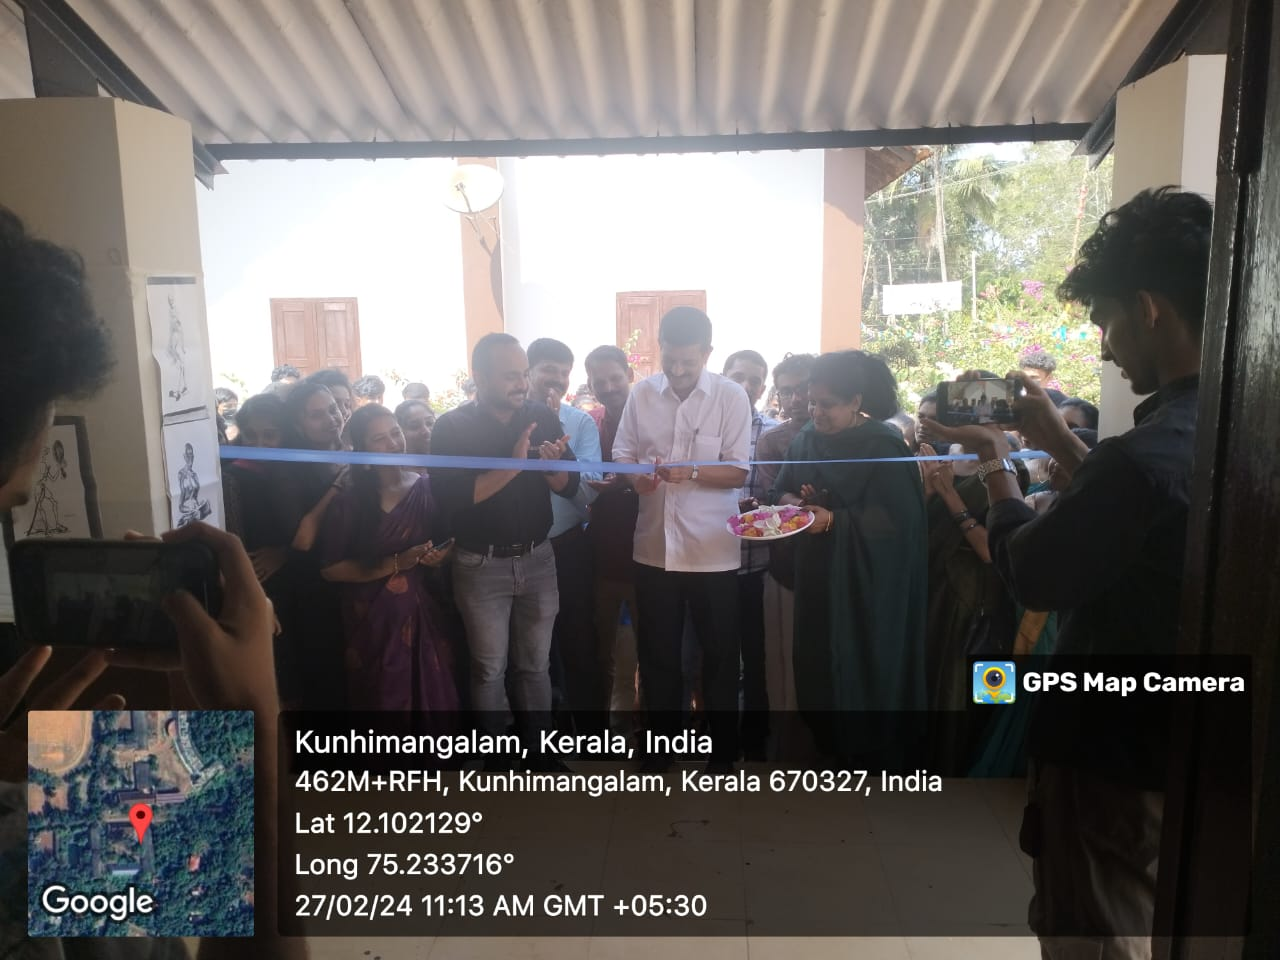 GPS Map Camera
Kunhimangalam, Kerala, India
462M+RFH, Kunhimangalam, Kerala 670327, India
Lat 12.102129°
Long 75.233716°
27/02/24 11:13 AM GMT +05:30
Google